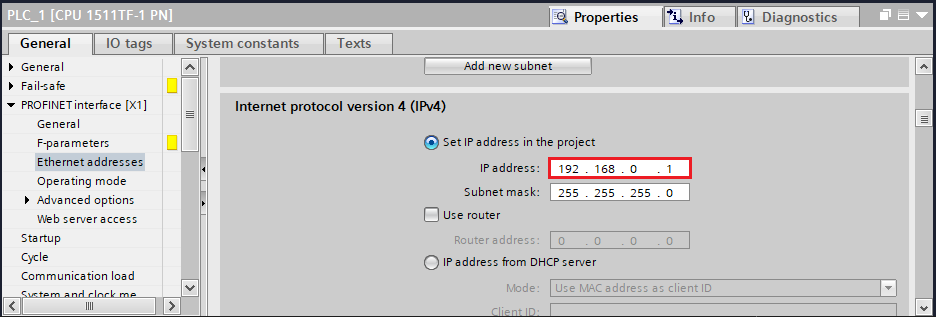 PLC_1 [CPU 1511TF-1 PN]
Properties
Info
Diagnostics
General
IO tags
System constants
Texts
General
Fail-safe
PROFINET interface [X1]
General
F-parameters
Ethernet addresses
Operating mode
Advanced options
Web server access
Startup
Cycle
Communication load
System and clock me
Add new subnet
Internet protocol version 4 (IPv4)
Set IP address in the project
IP address: 192 . 168 . 0 . 1
Subnet mask: 255 . 255 . 255 . 0
Use router
Router address: 0 . 0 . 0 . 0
IP address from DHCP server
Mode: Use MAC address as client ID
Client ID: